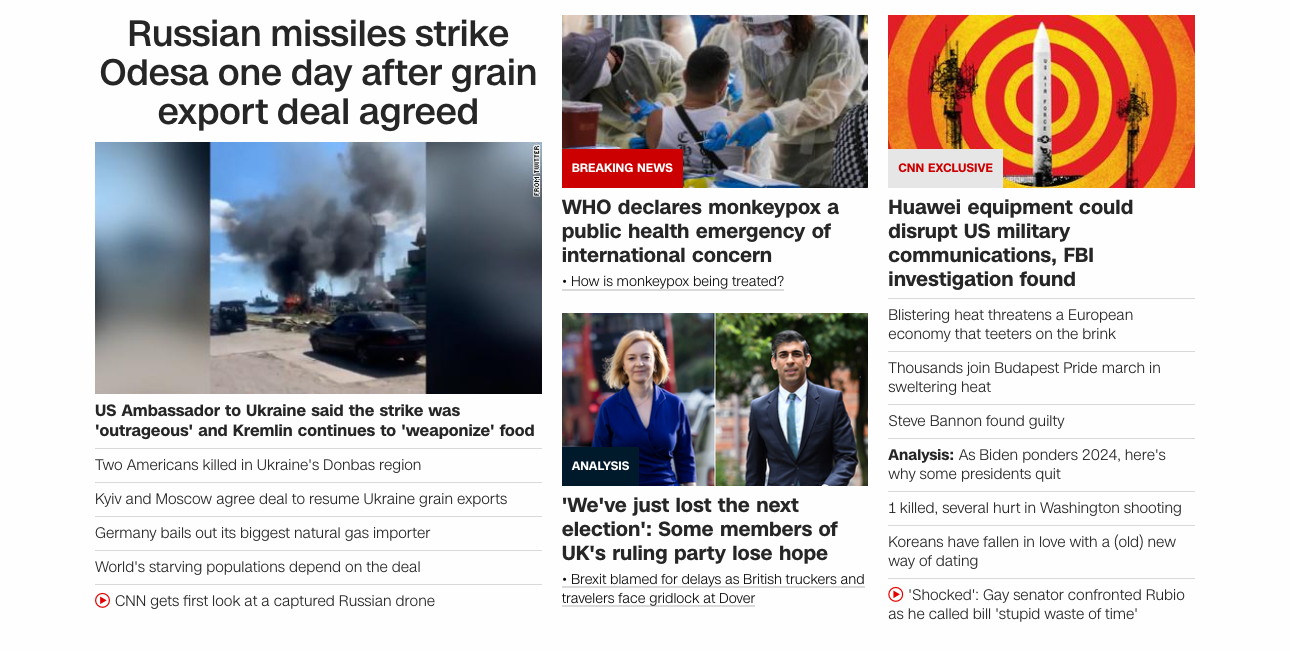 Russian missiles strike
Odesa one day after grain
export deal agreed
FROM TWITTER
US Ambassador to Ukraine said the strike was
'outrageous' and Kremlin continues to 'weaponize' food
Two Americans killed in Ukraine's Donbas region
Kyiv and Moscow agree deal to resume Ukraine grain exports
Germany bails out its biggest natural gas importer
World's starving populations depend on the deal
CNN gets first look at a captured Russian drone
BREAKING NEWS
WHO declares monkeypox a
public health emergency of
international concern
• How is monkeypox being treated?
ANALYSIS
'We've just lost the next
election': Some members of
UK's ruling party lose hope
• Brexit blamed for delays as British truckers and
travelers face gridlock at Dover
US AIR FORCE
CNN EXCLUSIVE
Huawei equipment could
disrupt US military
communications, FBI
investigation found
Blistering heat threatens a European
economy that teeters on the brink
Thousands join Budapest Pride march in
sweltering heat
Steve Bannon found guilty
Analysis: As Biden ponders 2024, here's
why some presidents quit
1 killed, several hurt in Washington shooting
Koreans have fallen in love with a (old) new
way of dating
'Shocked': Gay senator confronted Rubio
as he called bill 'stupid waste of time'